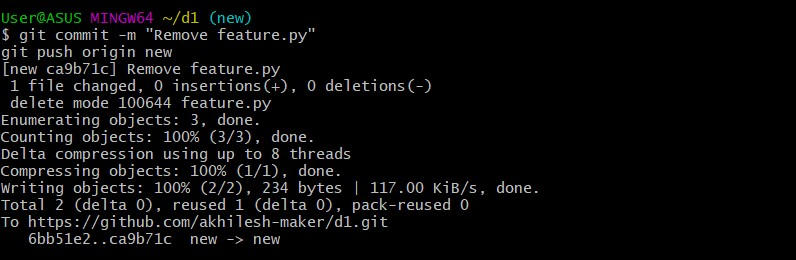 User@ASUS MINGW64 ~/d1 (new)
$ git commit -m "Remove feature.py"
git push origin new
[new ca9b71c] Remove feature.py
 1 file changed, 0 insertions(+), 0 deletions(-)
 delete mode 100644 feature.py
Enumerating objects: 3, done.
Counting objects: 100% (3/3), done.
Delta compression using up to 8 threads
Compressing objects: 100% (1/1), done.
Writing objects: 100% (2/2), 234 bytes | 117.00 KiB/s, done.
Total 2 (delta 0), reused 1 (delta 0), pack-reused 0
To https://github.com/akhilesh-maker/d1.git
   6bb51e2..ca9b71c  new -> new